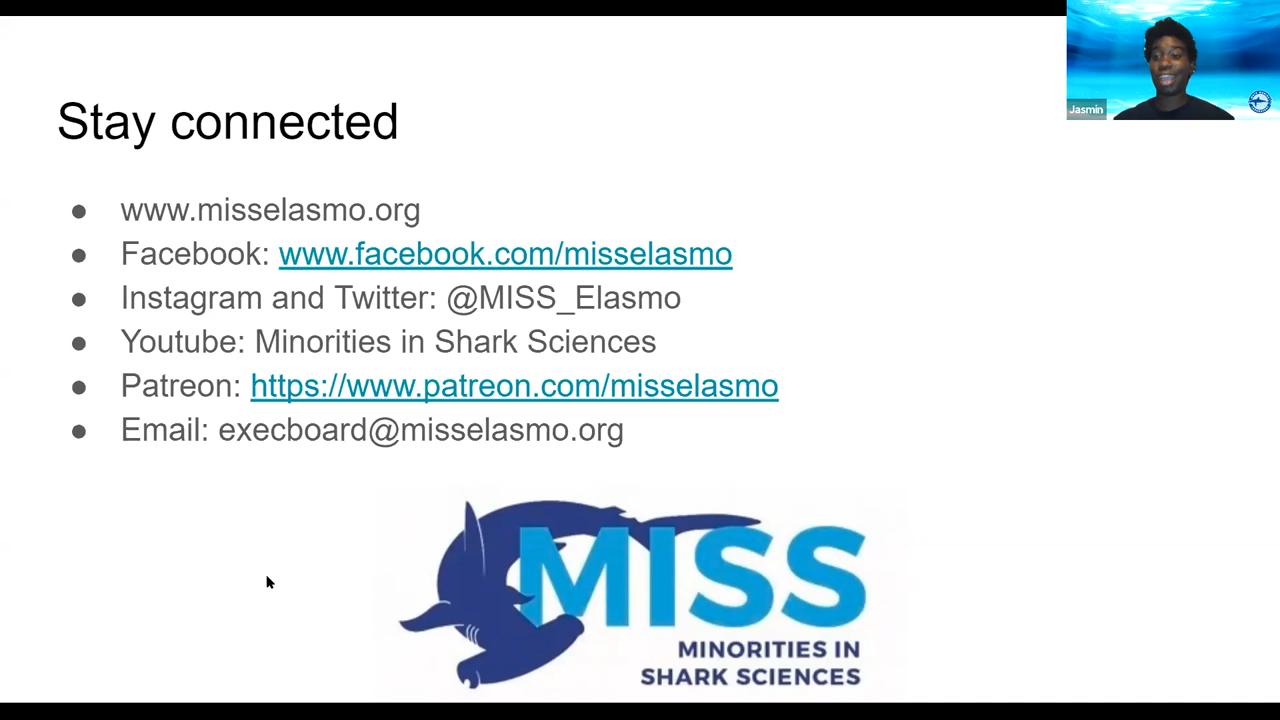 Jasmin
Stay connected
● www.misselasmo.org
● Facebook: www.facebook.com/misselasmo
● Instagram and Twitter: @MISS_Elasmo
● Youtube: Minorities in Shark Sciences
● Patreon: https://www.patreon.com/misselasmo
● Email: execboard@misselasmo.org
MISS
MINORITIES IN
SHARK SCIENCES